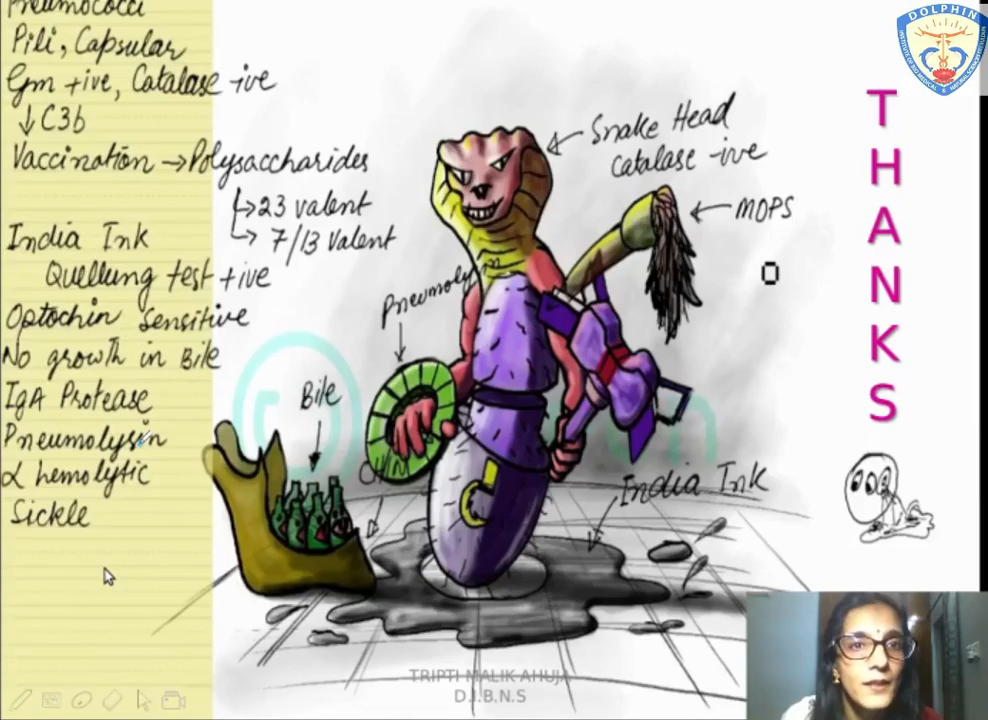 Pneumococci
Pili, Capsular
Gm +ive, Catalase -ive
↓ C3b
Vaccination → Polysaccharides
→ 23 valent
→ 7/13 Valent
India Ink
Quellung test +ive
Optochin sensitive
No growth in Bile
IgA Protease
Pneumolysin
α hemolytic
Sickle
Snake Head
Catalase -ive
MOPS
Pneumolysin
Bile
India Ink
THANKS
DOLPHIN
TRIPTI MALIK AHUJA
D.I.B.N.S